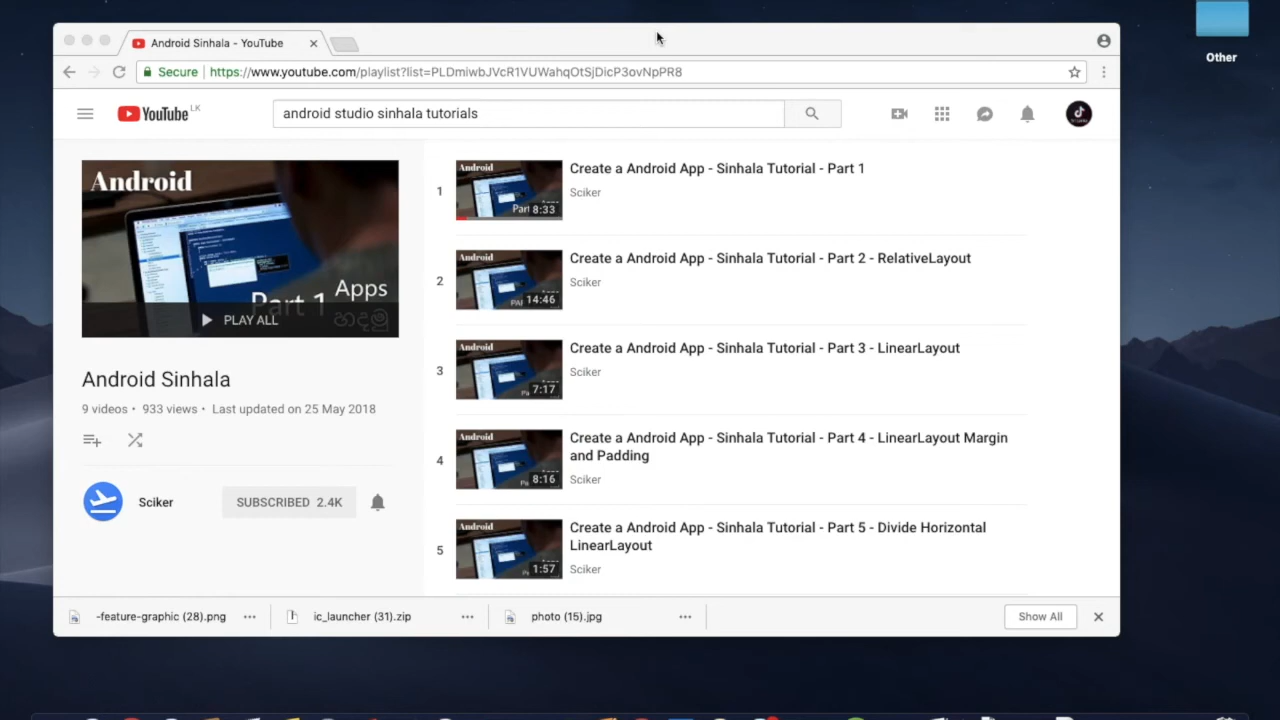 Android Sinhala - YouTube
Other
Secure
https://www.youtube.com/playlist?list=PLDmiwbJVcR1VUWahqOtSjDicP3ovNpPR8
YouTube LK
android studio sinhala tutorials
Android
Part 1
Apps
හදමු
PLAY ALL
Android Sinhala
9 videos • 933 views • Last updated on 25 May 2018
Sciker
SUBSCRIBED 2.4K
1
Android
Part
8:33
Create a Android App - Sinhala Tutorial - Part 1
Sciker
2
Android
14:46
Create a Android App - Sinhala Tutorial - Part 2 - RelativeLayout
Sciker
3
Android
7:17
Create a Android App - Sinhala Tutorial - Part 3 - LinearLayout
Sciker
4
Android
8:16
Create a Android App - Sinhala Tutorial - Part 4 - LinearLayout Margin
and Padding
Sciker
5
Android
1:57
Create a Android App - Sinhala Tutorial - Part 5 - Divide Horizontal
LinearLayout
Sciker
-feature-graphic (28).png
ic_launcher (31).zip
photo (15).jpg
Show All